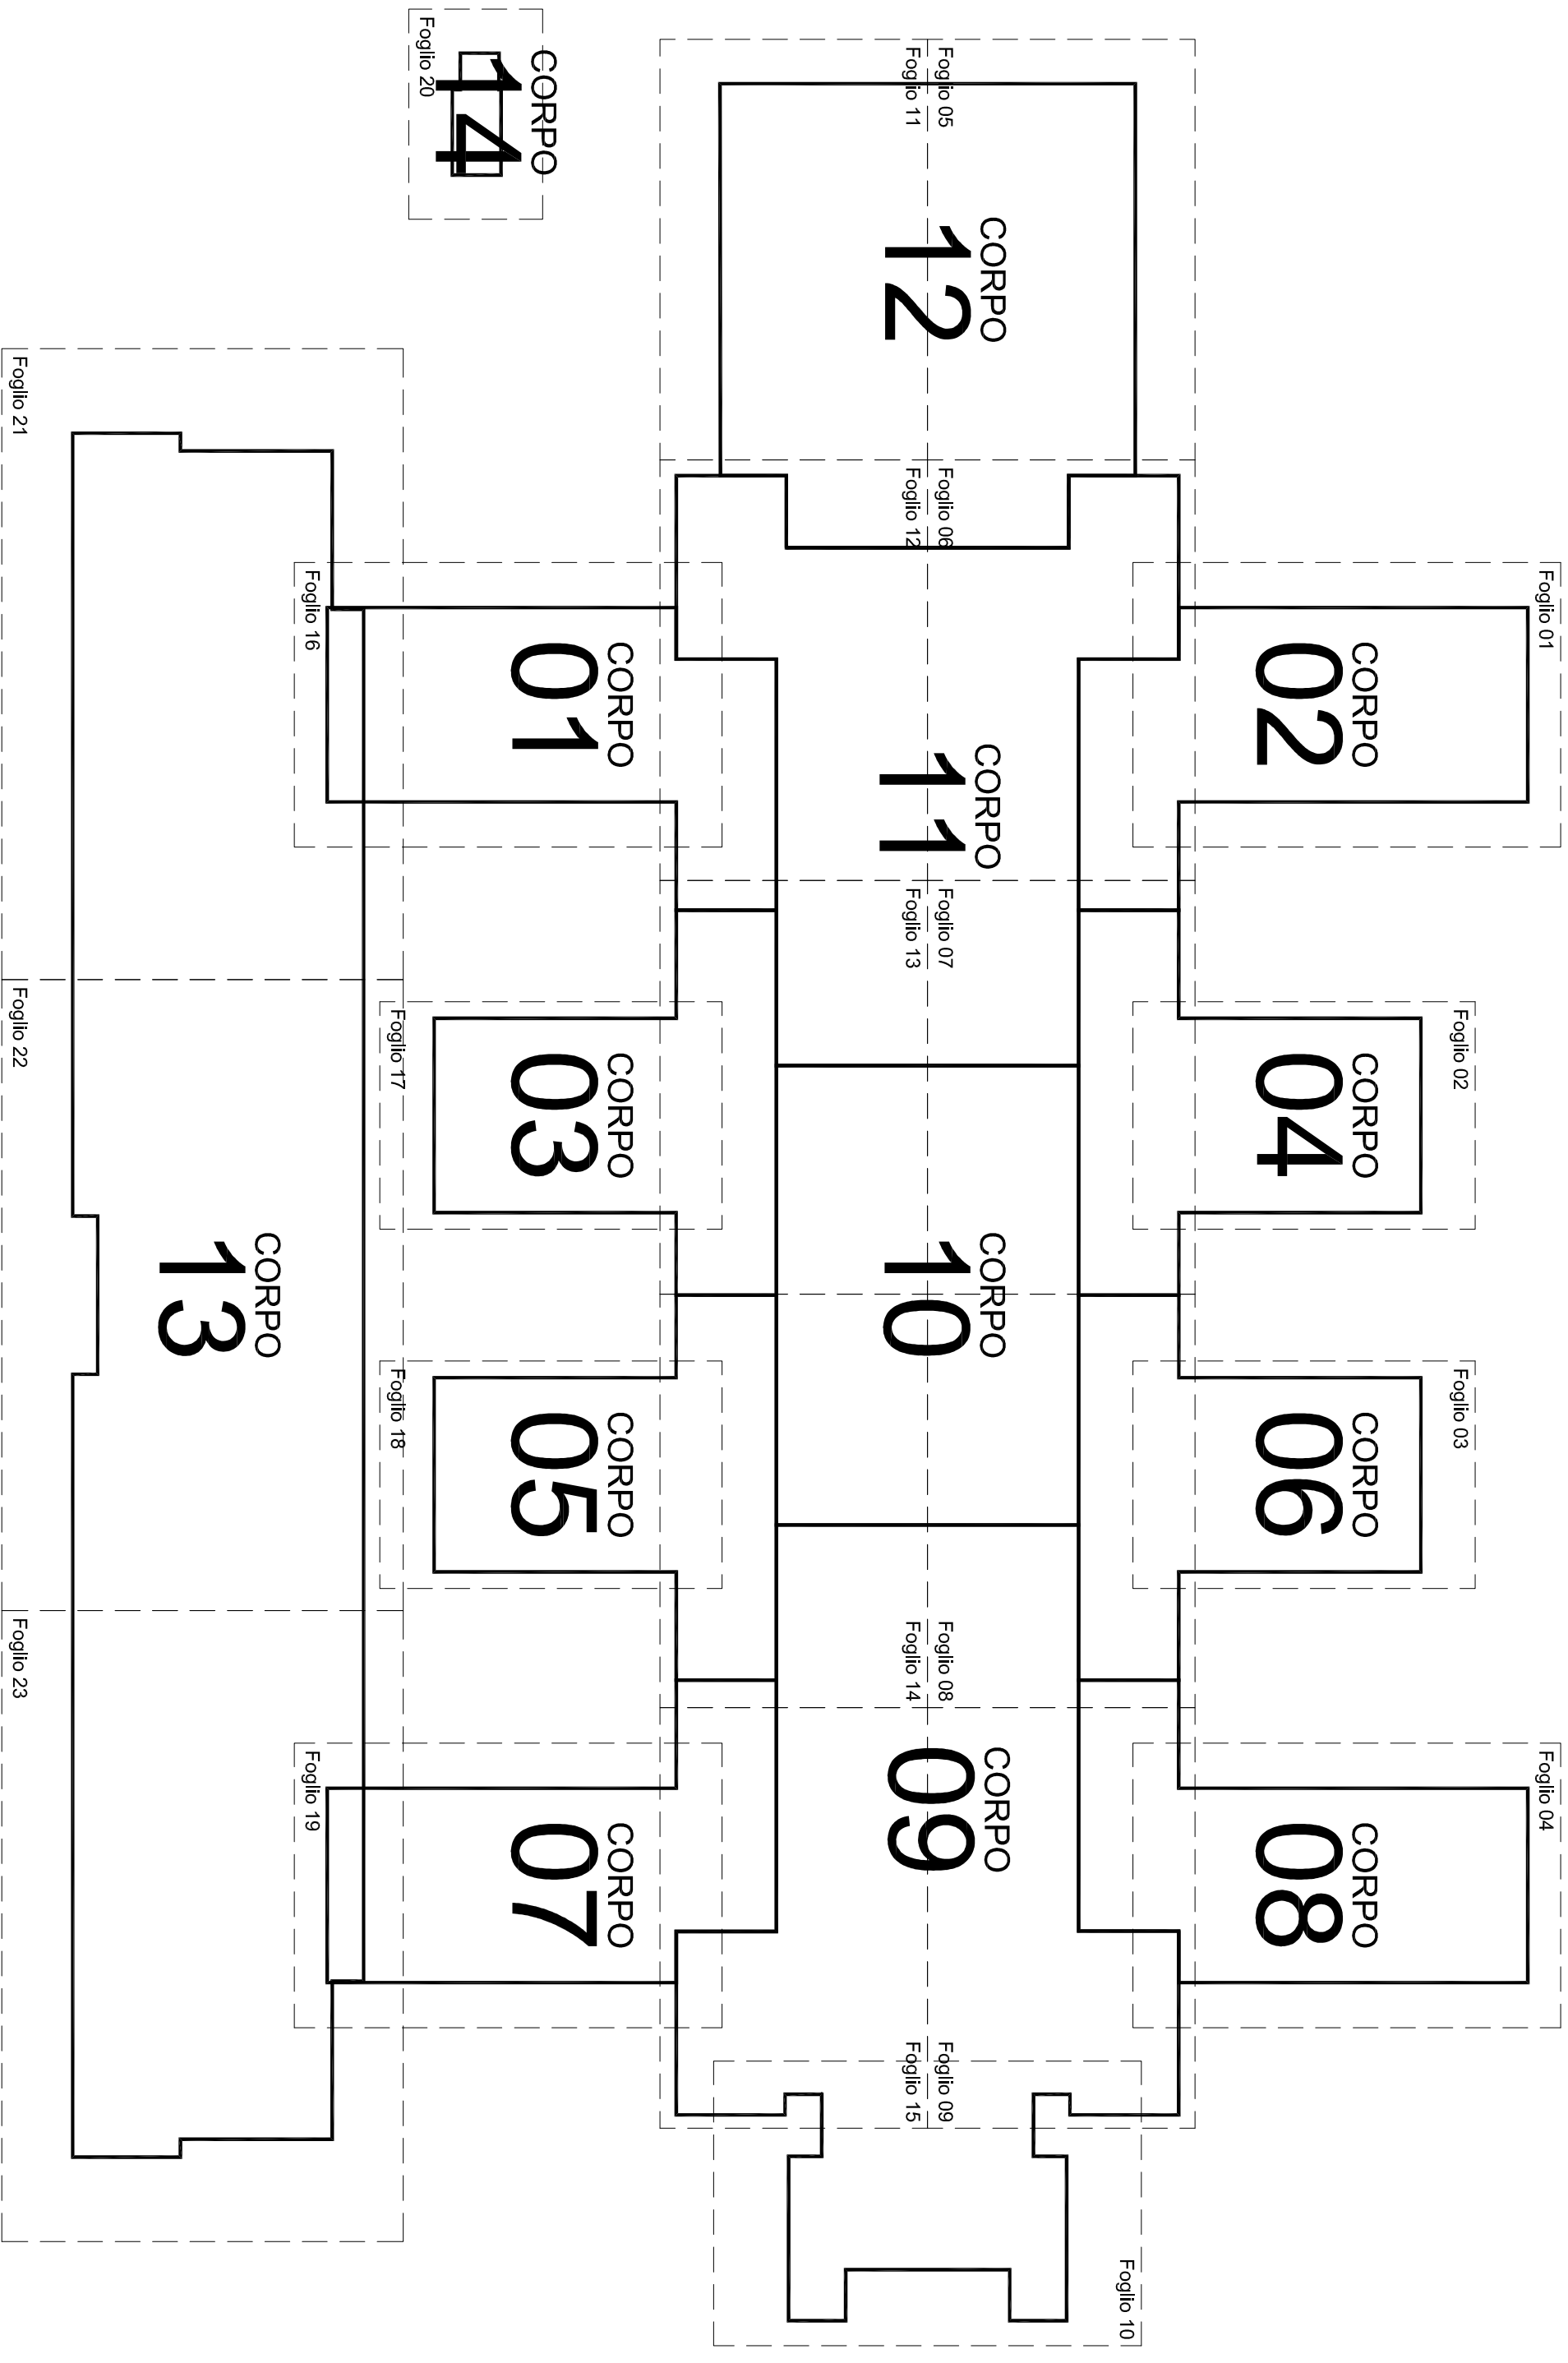 Foglio 01
CORPO
02
Foglio 02
CORPO
04
Foglio 03
CORPO
06
Foglio 04
CORPO
08
Foglio 05
Foglio 11
CORPO
12
Foglio 06
Foglio 12
CORPO
11
Foglio 07
Foglio 13
CORPO
10
Foglio 08
Foglio 14
CORPO
09
Foglio 09
Foglio 15
Foglio 10
CORPO
01
Foglio 16
CORPO
03
Foglio 17
CORPO
05
Foglio 18
CORPO
07
Foglio 19
CORPO
14
Foglio 20
CORPO
13
Foglio 21
Foglio 22
Foglio 23